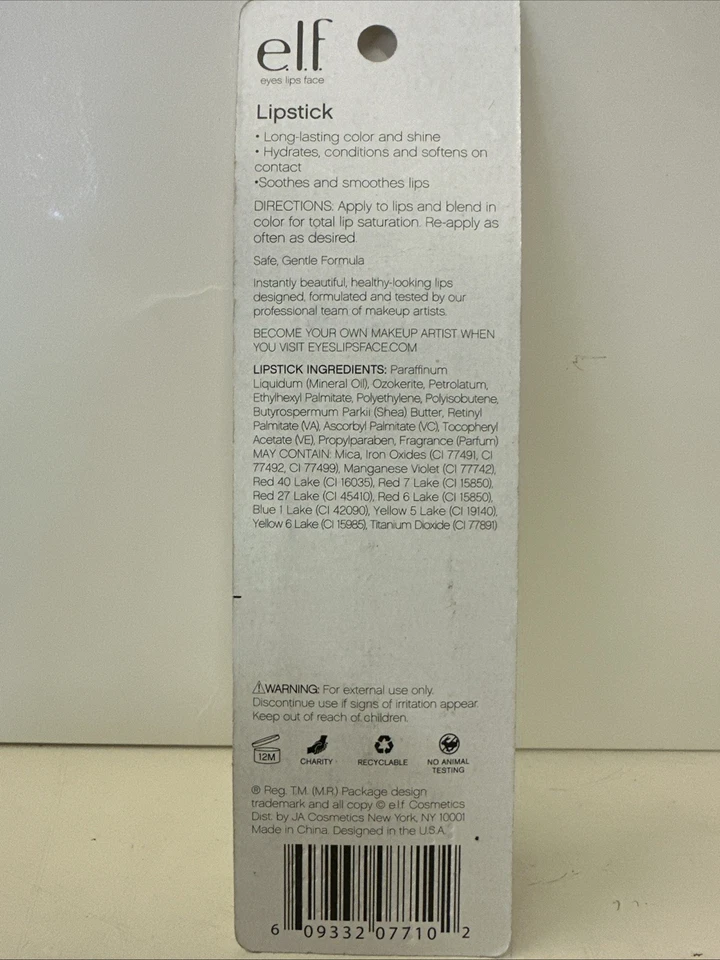 e.l.f.
eyes lips face
Lipstick
• Long-lasting color and shine
• Hydrates, conditions and softens on
contact
•Soothes and smoothes lips
DIRECTIONS: Apply to lips and blend in
color for total lip saturation. Re-apply as
often as desired.
Safe, Gentle Formula
Instantly beautiful, healthy-looking lips
designed, formulated and tested by our
professional team of makeup artists.
BECOME YOUR OWN MAKEUP ARTIST WHEN
YOU VISIT EYESLIPSFACE.COM
LIPSTICK INGREDIENTS: Paraffinum
Liquidum (Mineral Oil), Ozokerite, Petrolatum,
Ethylhexyl Palmitate, Polyethylene, Polyisobutene,
Butyrospermum Parkii (Shea) Butter, Retinyl
Palmitate (VA), Ascorbyl Palmitate (VC), Tocopheryl
Acetate (VE), Propylparaben, Fragrance (Parfum)
MAY CONTAIN: Mica, Iron Oxides (CI 77491, CI
77492, CI 77499), Manganese Violet (CI 77742),
Red 40 Lake (CI 16035), Red 7 Lake (CI 15850),
Red 27 Lake (CI 45410), Red 6 Lake (CI 15850),
Blue 1 Lake (CI 42090), Yellow 5 Lake (CI 19140),
Yellow 6 Lake (CI 15985), Titanium Dioxide (CI 77891)
⚠WARNING: For external use only.
Discontinue use if signs of irritation appear.
Keep out of reach of children.
12M
CHARITY
RECYCLABLE
NO ANIMAL
TESTING
® Reg. T.M. (M.R.) Package design
trademark and all copy © e.l.f. Cosmetics
Dist. by JA Cosmetics New York, NY 10001
Made in China. Designed in the U.S.A.
6 09332 07710 2